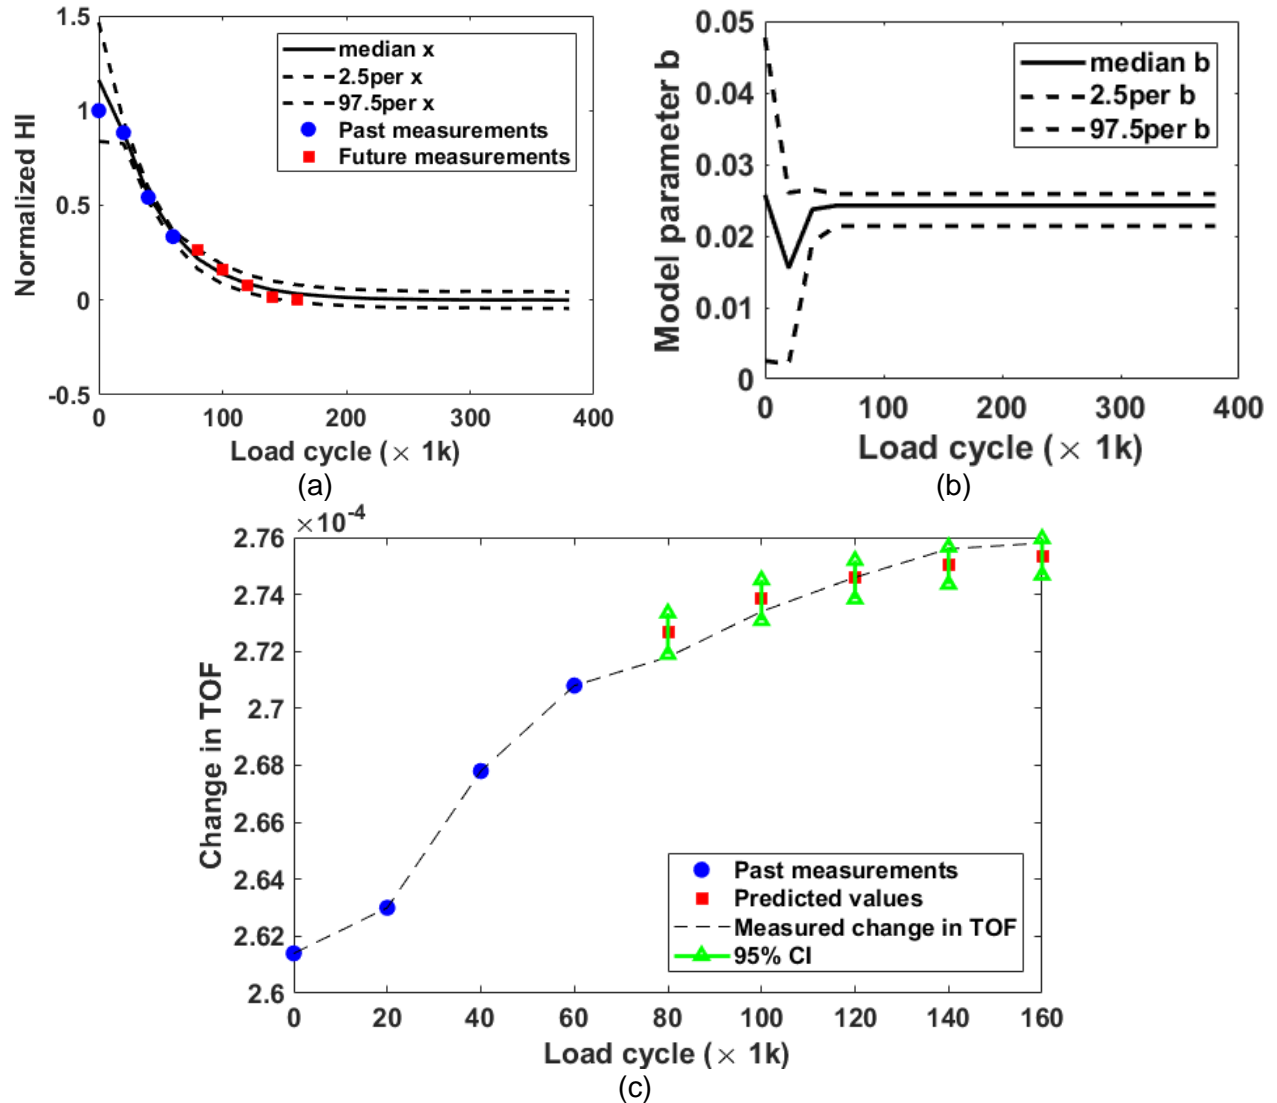 1.5
1
0.5
0
-0.5
Normalized HI
median x
2.5per x
97.5per x
Past measurements
Future measurements
0 100 200 300 400
Load cycle (× 1k)
(a)
0.05
0.04
0.03
0.02
0.01
0
Model parameter b
median b
2.5per b
97.5per b
0 100 200 300 400
Load cycle (× 1k)
(b)
×10-4
2.76
2.74
2.72
2.7
2.68
2.66
2.64
2.62
2.6
Change in TOF
Past measurements
Predicted values
Measured change in TOF
95% CI
0 20 40 60 80 100 120 140 160
Load cycle (× 1k)
(c)